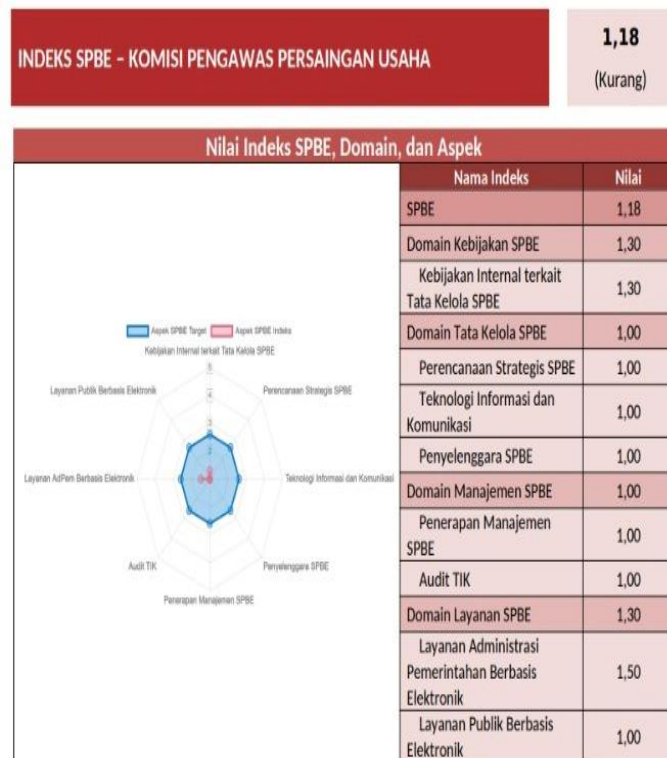 INDEKS SPBE – KOMISI PENGAWAS PERSAINGAN USAHA
1,18
(Kurang)
Nilai Indeks SPBE, Domain, dan Aspek
Aspek SPBE Target
Aspek SPBE Indeks
Kebijakan Internal terkait Tata Kelola SPBE
Perencanaan Strategis SPBE
Teknologi Informasi dan Komunikasi
Penyelenggara SPBE
Penerapan Manajemen SPBE
Audit TIK
Layanan AdPem Berbasis Elektronik
Layanan Publik Berbasis Elektronik
5
4
3
2
Nama Indeks Nilai
SPBE 1,18
Domain Kebijakan SPBE 1,30
Kebijakan Internal terkait
Tata Kelola SPBE 1,30
Domain Tata Kelola SPBE 1,00
Perencanaan Strategis SPBE 1,00
Teknologi Informasi dan
Komunikasi 1,00
Penyelenggara SPBE 1,00
Domain Manajemen SPBE 1,00
Penerapan Manajemen
SPBE 1,00
Audit TIK 1,00
Domain Layanan SPBE 1,30
Layanan Administrasi
Pemerintahan Berbasis 1,50
Elektronik
Layanan Publik Berbasis
Elektronik 1,00